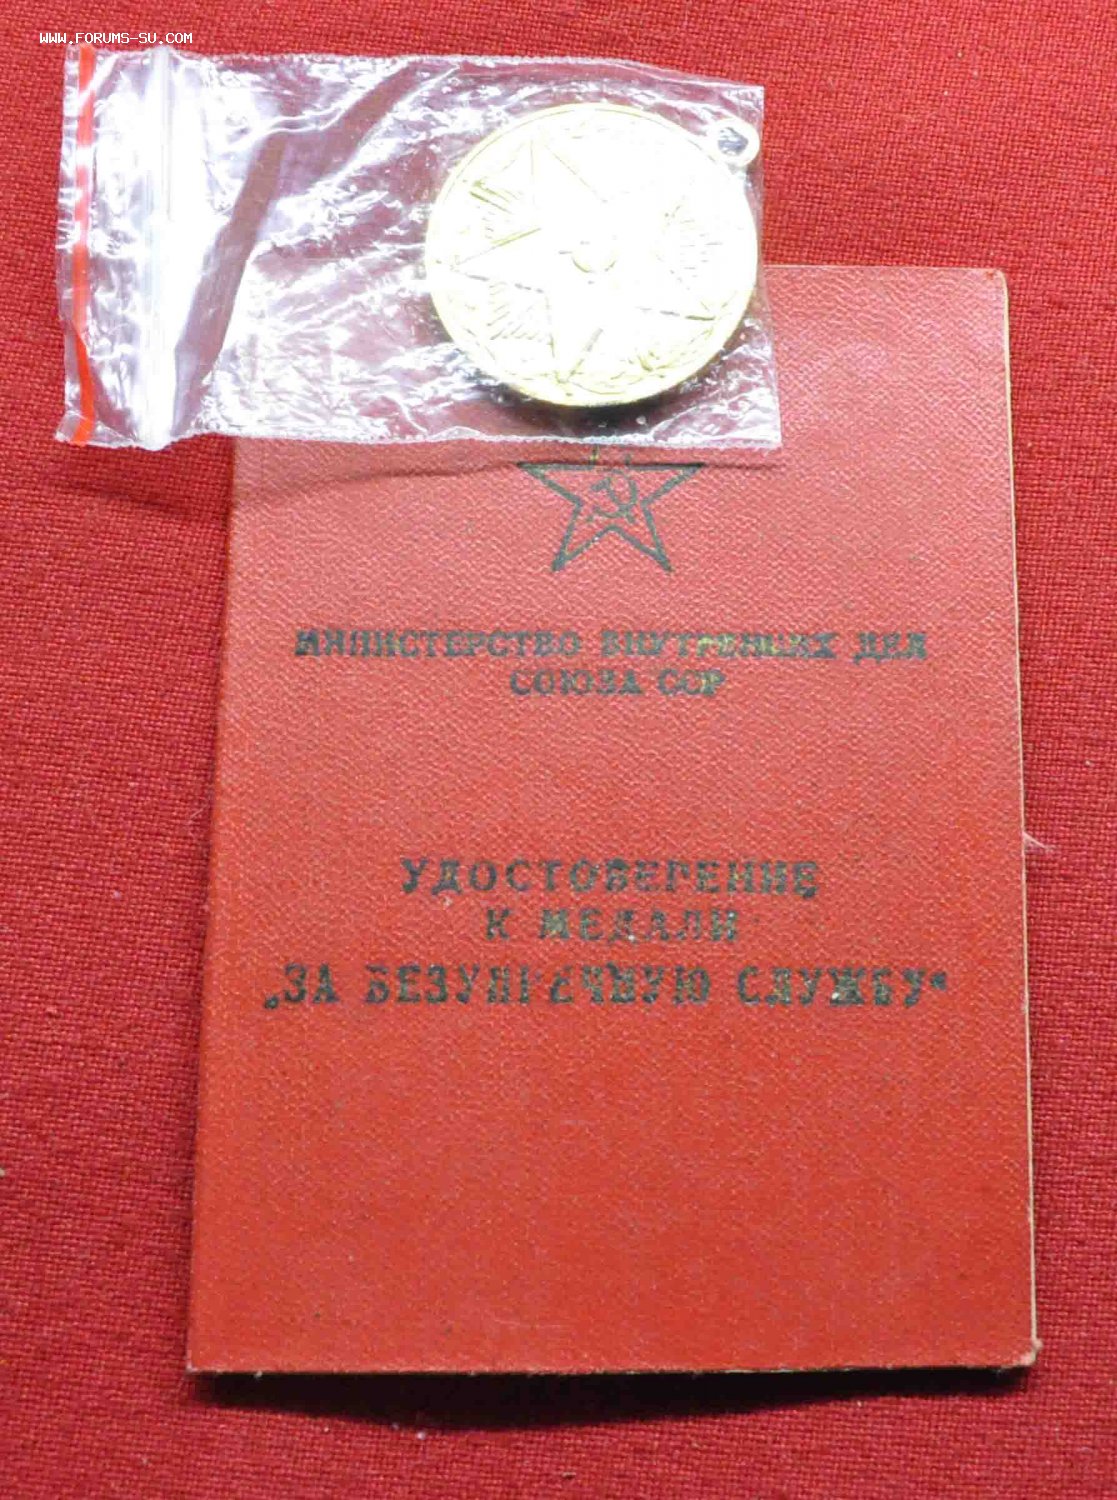 WWW.FORUMS-SU.COM
МИНИСТЕРСТВО ВНУТРЕННИХ ДЕЛ
СОЮЗА ССР
УДОСТОВЕРЕНИЕ
К МЕДАЛИ
„ЗА БЕЗУПРЕЧНУЮ СЛУЖБУ“